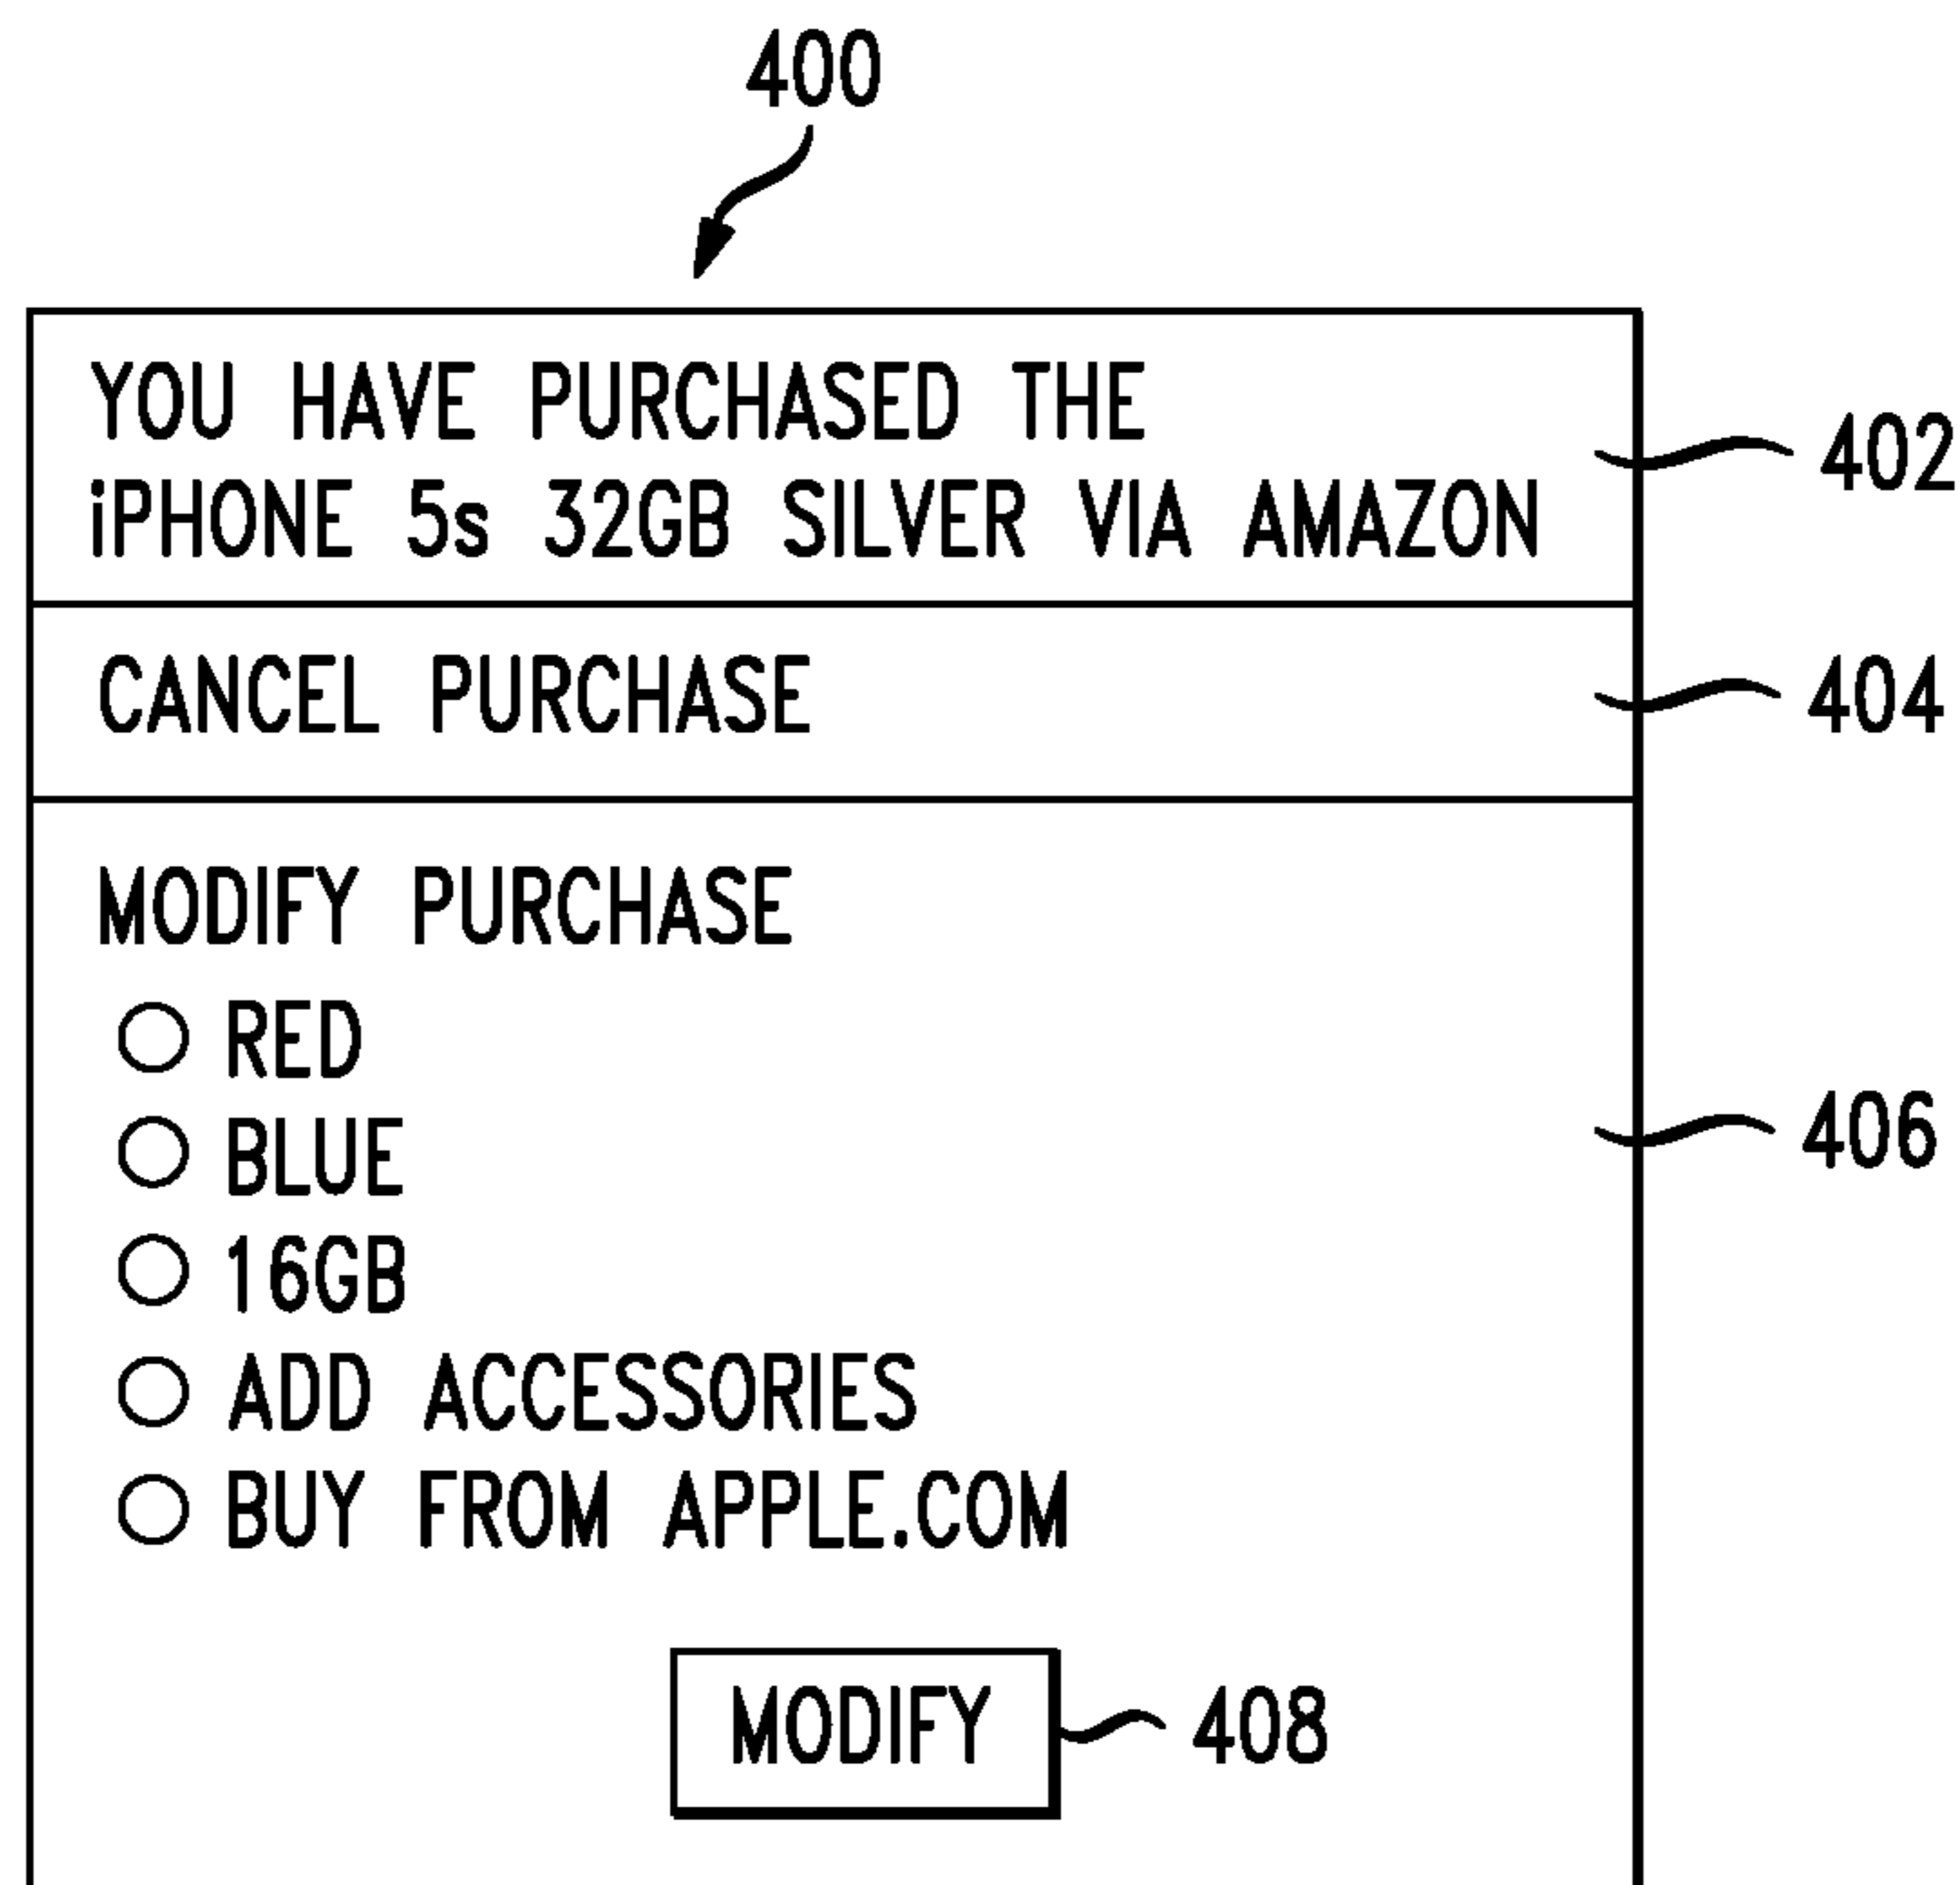 400
YOU HAVE PURCHASED THE
iPHONE 5s 32GB SILVER VIA AMAZON
402
CANCEL PURCHASE
404
MODIFY PURCHASE
RED
BLUE
406
16GB
ADD ACCESSORIES
BUY FROM APPLE.COM
MODIFY
408